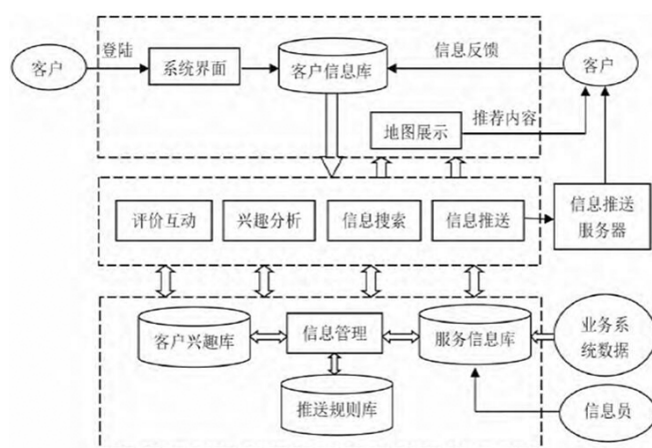 登陆
信息反馈
客户
系统界面
客户信息库
客户
地图展示
推荐内容
评价互动
兴趣分析
信息搜索
信息推送
信息推送
服务器
客户兴趣库
信息管理
服务信息库
业务系
统数据
推送规则库
信息员